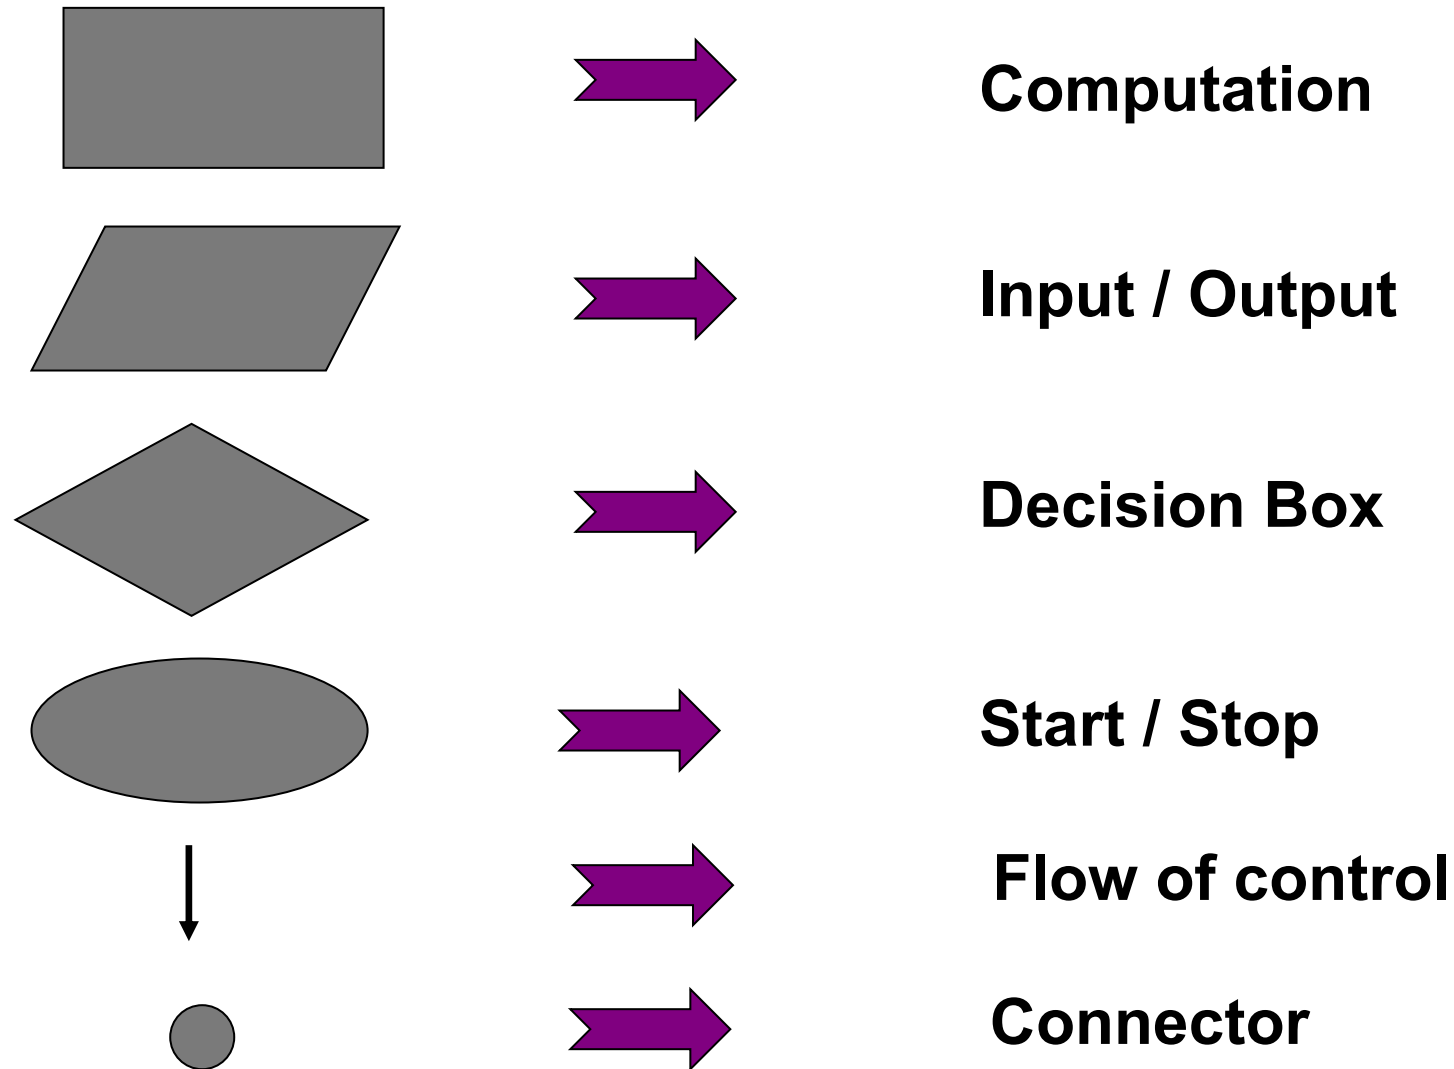 Computation
Input / Output
Decision Box
Start / Stop
Flow of control
Connector